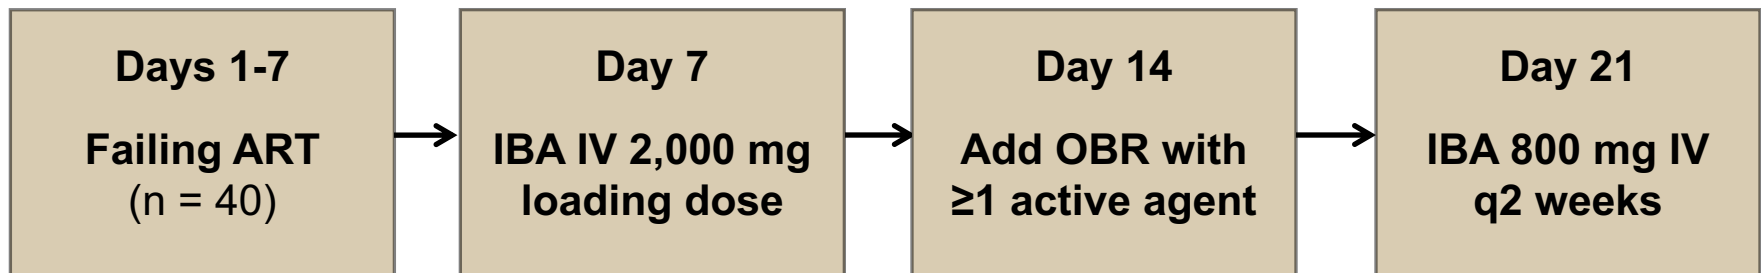 Days 1-7
Failing ART
(n = 40)
Day 7
IBA IV 2,000 mg
loading dose
Day 14
Add OBR with
≥1 active agent
Day 21
IBA 800 mg IV
q2 weeks